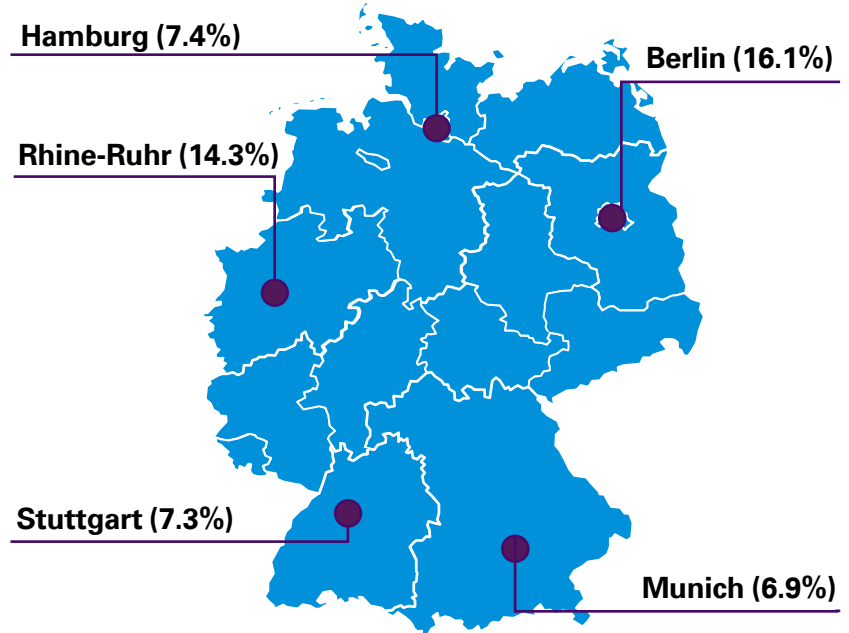 Hamburg (7.4%)
Berlin (16.1%)
Rhine-Ruhr (14.3%)
Stuttgart (7.3%)
Munich (6.9%)